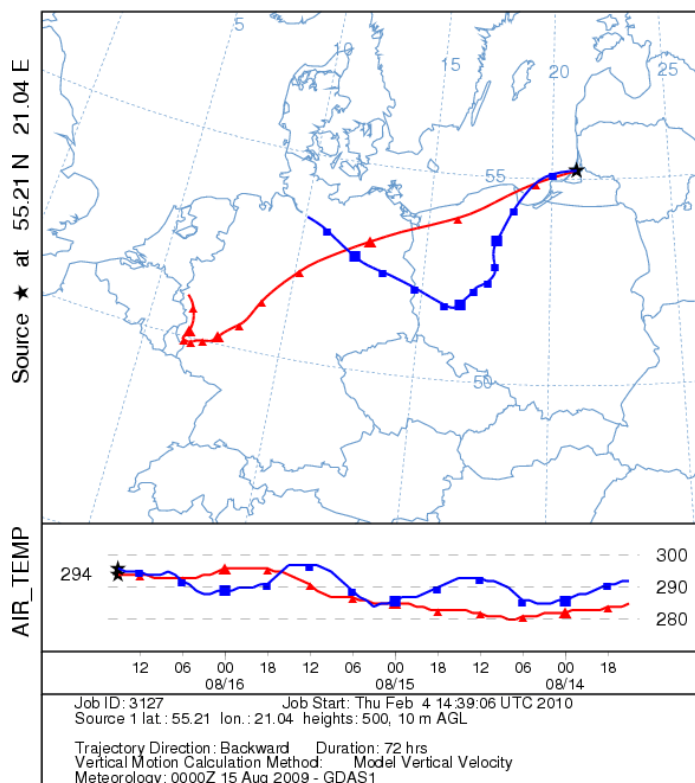 5
10
15
20
25
55
50
Source ★ at 55.21 N 21.04 E
AIR_TEMP
294
300
290
280
12 06 00 18 12 06 00 18 12 06 00 18
08/16 08/15 08/14
Job ID: 3127 Job Start: Thu Feb 4 14:39:06 UTC 2010
Source 1 lat.: 55.21 lon.: 21.04 heights: 500, 10 m AGL
Trajectory Direction: Backward Duration: 72 hrs
Vertical Motion Calculation Method: Model Vertical Velocity
Meteorology: 0000Z 15 Aug 2009 - GDAS1